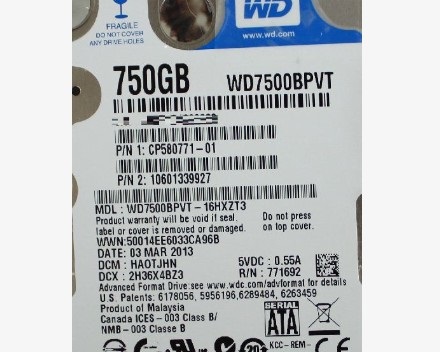 FRAGILE
DO NOT COVER
ANY DRIVE HOLES
WD
www.wd.com
750GB WD7500BPVT
P/N 1: CP580771-01
P/N 2: 10601339927
MDL: WD7500BPVT-16HXZT3
Product warranty will be void if seal, label or cover is removed or damaged.
Do not press on top cover.
WWN:50014EE6033CA96B
DATE: 03 MAR 2013
DCM: HAOTJHN
DCX: 2H36X4BZ3
5VDC: 0.55A
R/N: 771692
Advanced Format Drive. See www.wdc.com/advformat for details.
U.S. Patents: 6178056, 5956196, 6289484, 6263459
Product of Malaysia
Canada ICES-003 Class B/
NMB-003 Classe B
SERIAL
ATA
KCC-REM-
20